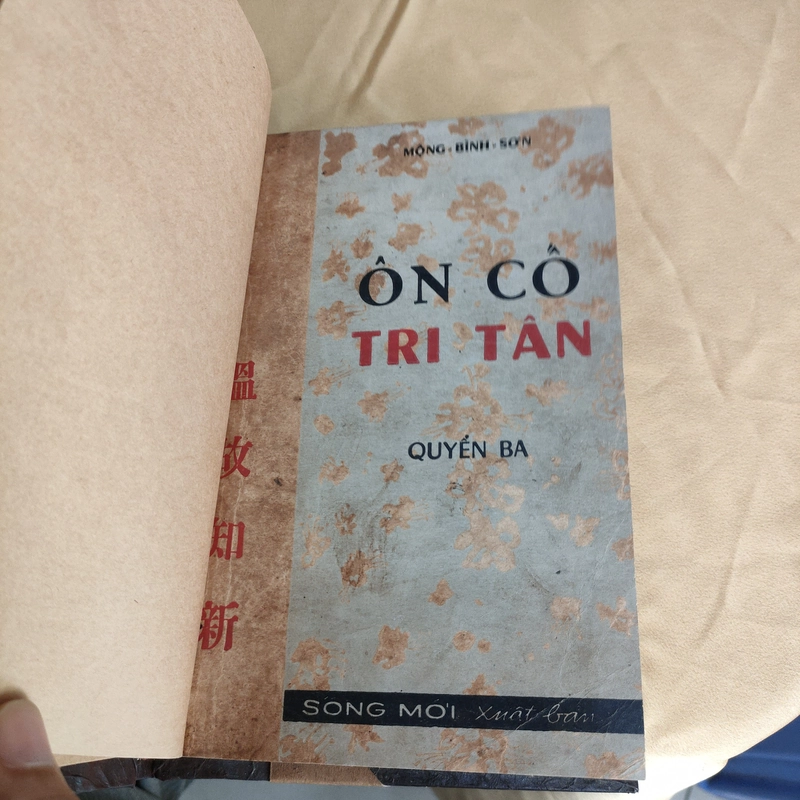 MỘNG-BÌNH-SƠN
ÔN CỐ
TRI TÂN
QUYỂN BA
溫
故
知
新
SỐNG MỚI xuất bản